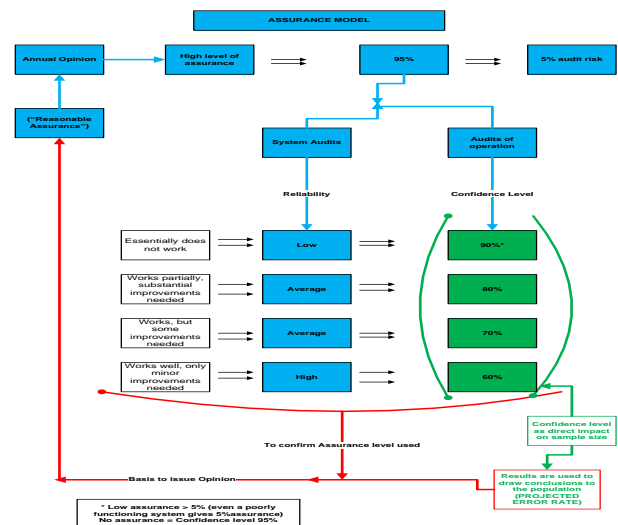 ASSURANCE MODEL
Annual Opinion
High level of
assurance
95%
5% audit risk
("Reasonable
Assurance")
System Audits
Audits of
operation
Reliability
Confidence Level
Essentially does
not work
Low
90%*
Works partially,
substantial
improvements
needed
Average
80%
Works, but
some
improvements
needed
Average
70%
Works well, only
minor
improvements
needed
High
60%
Confidence level
as direct impact
on sample size
To confirm Assurance level used
Results are used to
draw conclusions to
the population
(PROJECTED
ERROR RATE)
Basis to issue Opinion
* Low assurance > 5% (even a poorly
functioning system gives 5%assurance)
No assurance = Confidence level 95%